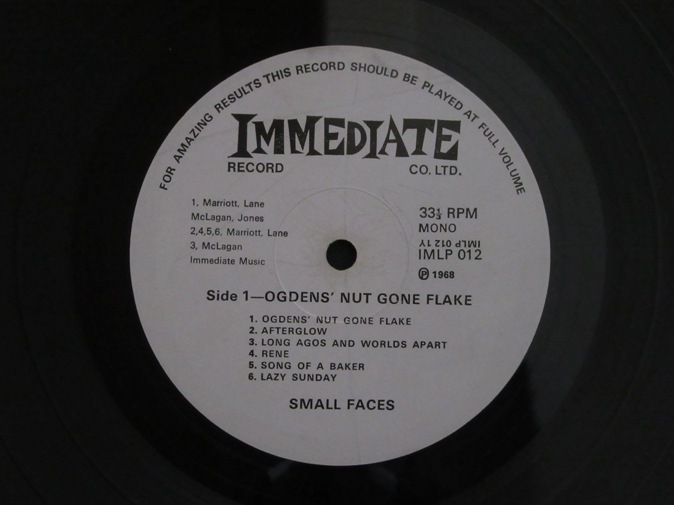 FOR AMAZING RESULTS THIS RECORD SHOULD BE PLAYED AT FULL VOLUME
IMMEDIATE
RECORD CO. LTD.
1, Marriott, Lane
McLagan, Jones
2,4,5,6, Marriott, Lane
3, McLagan
Immediate Music
33⅓ RPM
MONO
IMLP 012 1Y
IMLP 012
Ⓟ 1968
Side 1—OGDENS' NUT GONE FLAKE
1. OGDENS' NUT GONE FLAKE
2. AFTERGLOW
3. LONG AGOS AND WORLDS APART
4. RENE
5. SONG OF A BAKER
6. LAZY SUNDAY
SMALL FACES